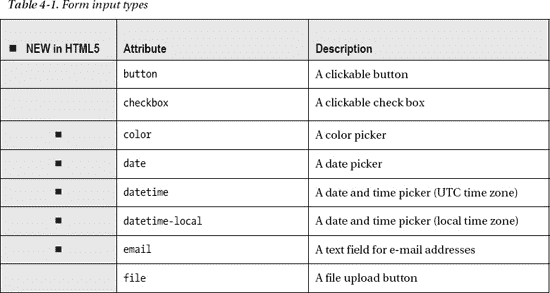 Table 4-1. Form input types
■ NEW in HTML5 Attribute Description
button A clickable button
checkbox A clickable check box
■ color A color picker
■ date A date picker
■ datetime A date and time picker (UTC time zone)
■ datetime-local A date and time picker (local time zone)
■ email A text field for e-mail addresses
file A file upload button